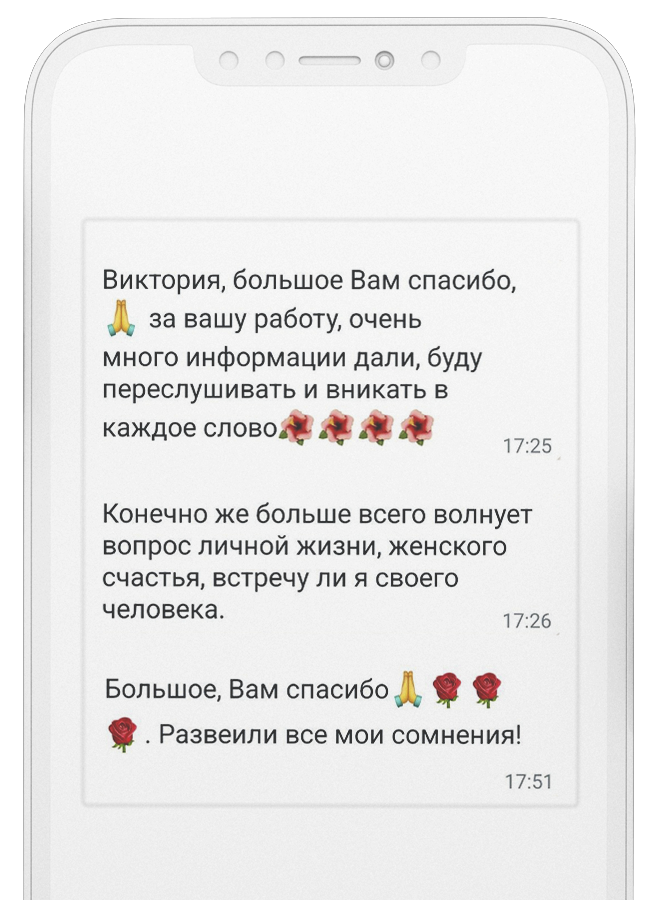 Виктория, большое Вам спасибо,
🙏 за вашу работу, очень
много информации дали, буду
переслушивать и вникать в
каждое слово🌺🌺🌺🌺
17:25
Конечно же больше всего волнует
вопрос личной жизни, женского
счастья, встречу ли я своего
человека.
17:26
Большое, Вам спасибо🙏🌹🌹
🌹. Развеили все мои сомнения!
17:51